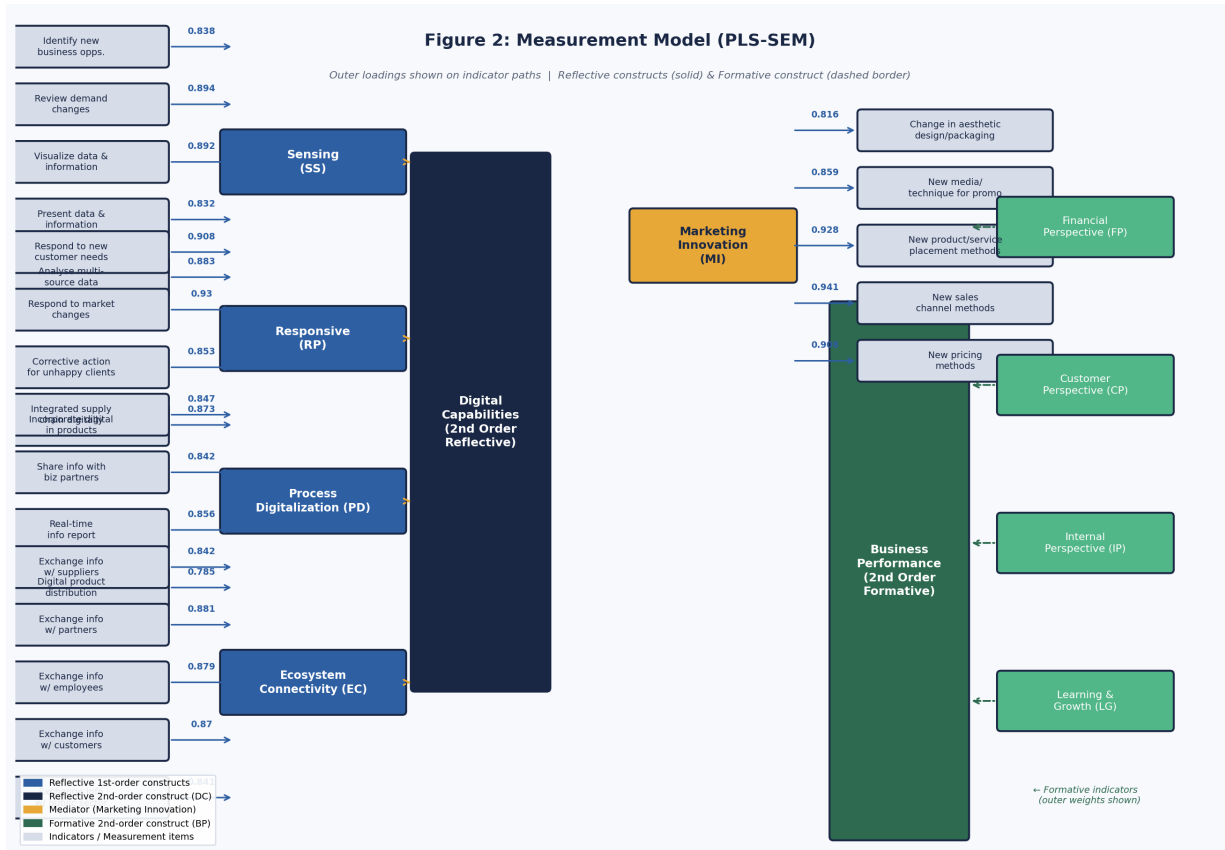 Figure 2: Measurement Model (PLS-SEM)
Outer loadings shown on indicator paths | Reflective constructs (solid) & Formative construct (dashed border)
Identify new
business opps.
0.838
Review demand
changes
0.894
Visualize data &
information
0.892
Present data &
information
0.832
Respond to new
customer needs
0.908
Analyse multi-
source data
0.883
Respond to market
changes
0.93
Corrective action
for unhappy clients
0.853
Integrated supply
chain digitally
0.847
Incorporate digital
in products
0.873
Share info with
biz partners
0.842
Real-time
info report
0.856
Exchange info
w/ suppliers
0.842
Digital product
distribution
0.785
Exchange info
w/ partners
0.881
Exchange info
w/ employees
0.879
Exchange info
w/ customers
0.87
0.841
Sensing
(SS)
Responsive
(RP)
Process
Digitalization (PD)
Ecosystem
Connectivity (EC)
Digital
Capabilities
(2nd Order
Reflective)
Marketing
Innovation
(MI)
0.816
Change in aesthetic
design/packaging
0.859
New media/
technique for promo
0.928
New product/service
placement methods
0.941
New sales
channel methods
New pricing
methods
Business
Performance
(2nd Order
Formative)
Financial
Perspective (FP)
Customer
Perspective (CP)
Internal
Perspective (IP)
Learning &
Growth (LG)
← Formative indicators
(outer weights shown)
Reflective 1st-order constructs
Reflective 2nd-order construct (DC)
Mediator (Marketing Innovation)
Formative 2nd-order construct (BP)
Indicators / Measurement items